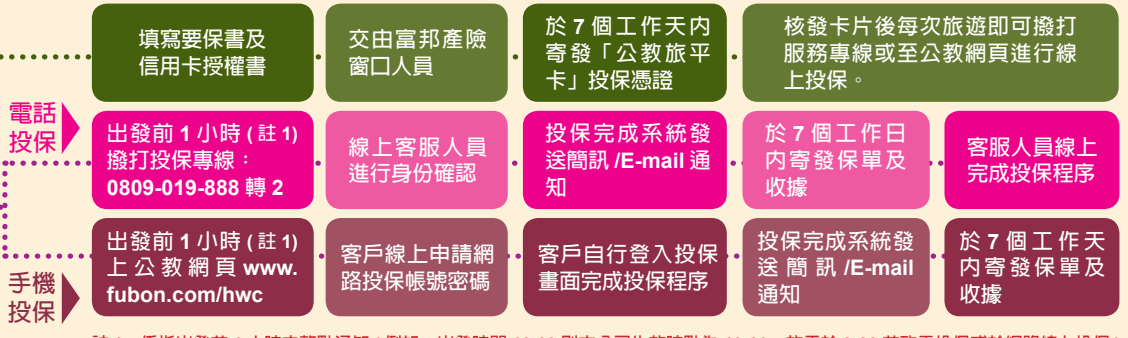 填寫要保書及
信用卡授權書
交由富邦產險
窗口人員
於 7 個工作天內
寄發「公教旅平
卡」投保憑證
核發卡片後每次旅遊即可撥打
服務專線或至公教網頁進行線
上投保。
電話
投保
出發前 1 小時 ( 註 1)
撥打投保專線：
0809-019-888 轉 2
線上客服人員
進行身份確認
投保完成系統發
送簡訊 /E-mail 通
知
於 7 個工作日
內寄發保單及
收據
客服人員線上
完成投保程序
手機
投保
出發前 1 小時 ( 註 1)
上公教網頁 www.
fubon.com/hwc
客戶線上申請網
路投保帳號密碼
客戶自行登入投保
畫面完成投保程序
投保完成系統發
送簡訊 /E-mail
通知
於 7 個工作天
內寄發保單及
收據